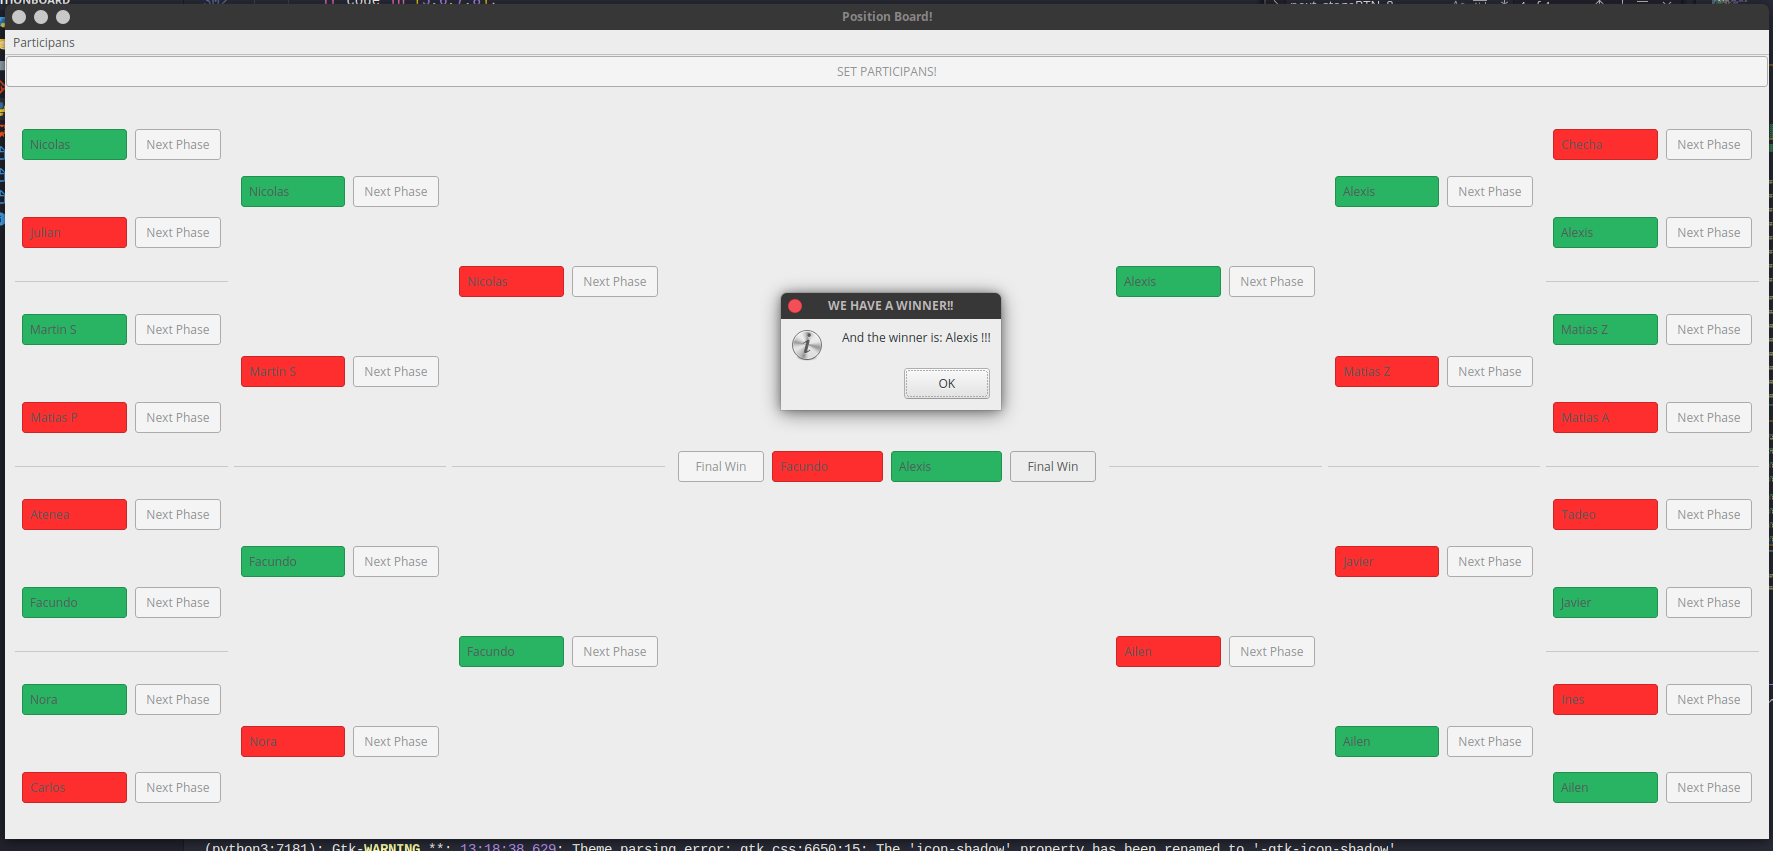 Position Board!
Participans
SET PARTICIPANS!
Nicolas Next Phase
Checha Next Phase
Nicolas Next Phase
Alexis Next Phase
Julian Next Phase
Alexis Next Phase
Nicolas Next Phase
Alexis Next Phase
WE HAVE A WINNER!!
And the winner is: Alexis !!!
OK
Martin S Next Phase
Matias Z Next Phase
Martin S Next Phase
Matias Z Next Phase
Matias P Next Phase
Matias A Next Phase
Final Win Facundo Alexis Final Win
Atenea Next Phase
Tadeo Next Phase
Facundo Next Phase
Javier Next Phase
Facundo Next Phase
Javier Next Phase
Facundo Next Phase
Ailen Next Phase
Nora Next Phase
Ines Next Phase
Nora Next Phase
Ailen Next Phase
Carlos Next Phase
Ailen Next Phase
(python3:7181): Gtk-WARNING **: 13:18:38.629: Theme parsing error: gtk.css:6650:15: The 'icon-shadow' property has been renamed to '-gtk-icon-shadow'